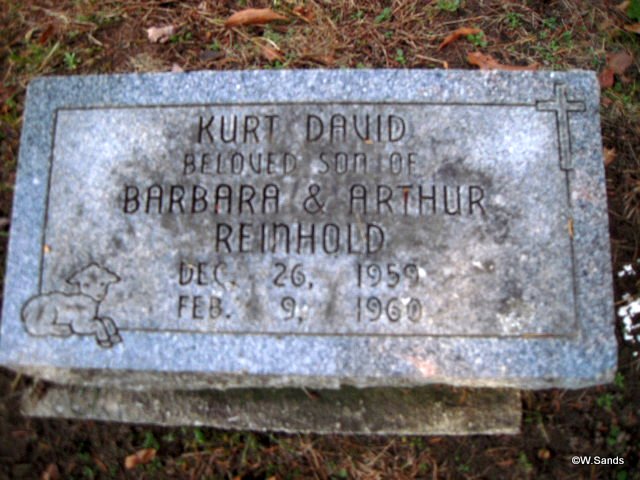 KURT DAVID
BELOVED SON OF
BARBARA & ARTHUR
REINHOLD
DEC. 26, 1959
FEB. 9, 1960
©W.Sands